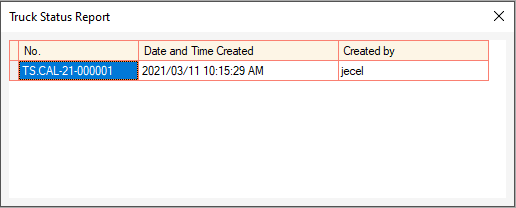 Truck Status Report
No. Date and Time Created Created by
TS.CAL-21-000001 2021/03/11 10:15:29 AM jecel